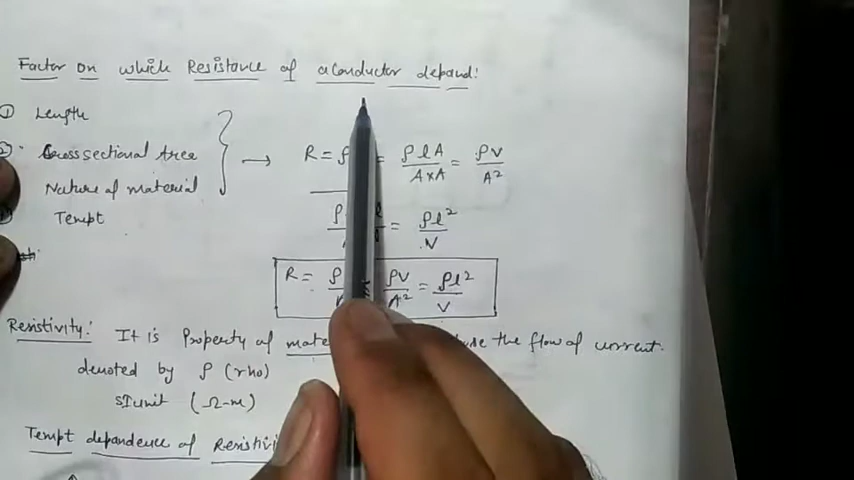 Factor on which Resistance of a Conductor depend:
① Length
② Cross sectional Area
Nature of material
Tempt
R = ρ = ρlA / A×A = ρV / A²
= ρl² / V
R = ρ = ρV / A² = ρl² / V
Resistivity: It is Property of the flow of current.
denoted by ρ (rho)
SI unit (Ω-m)
Tempt dependence of